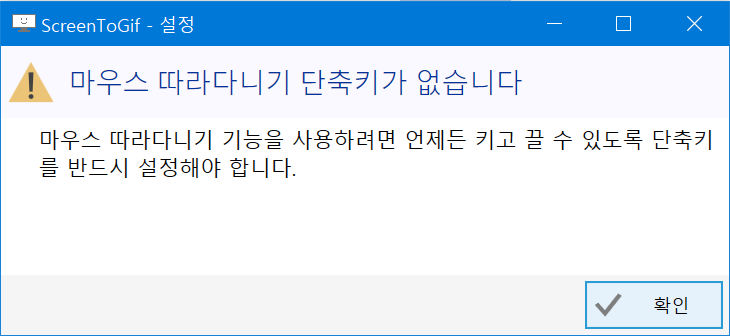 ScreenToGif - 설정
마우스 따라다니기 단축키가 없습니다
마우스 따라다니기 기능을 사용하려면 언제든 키고 끌 수 있도록 단축키
를 반드시 설정해야 합니다.
확인